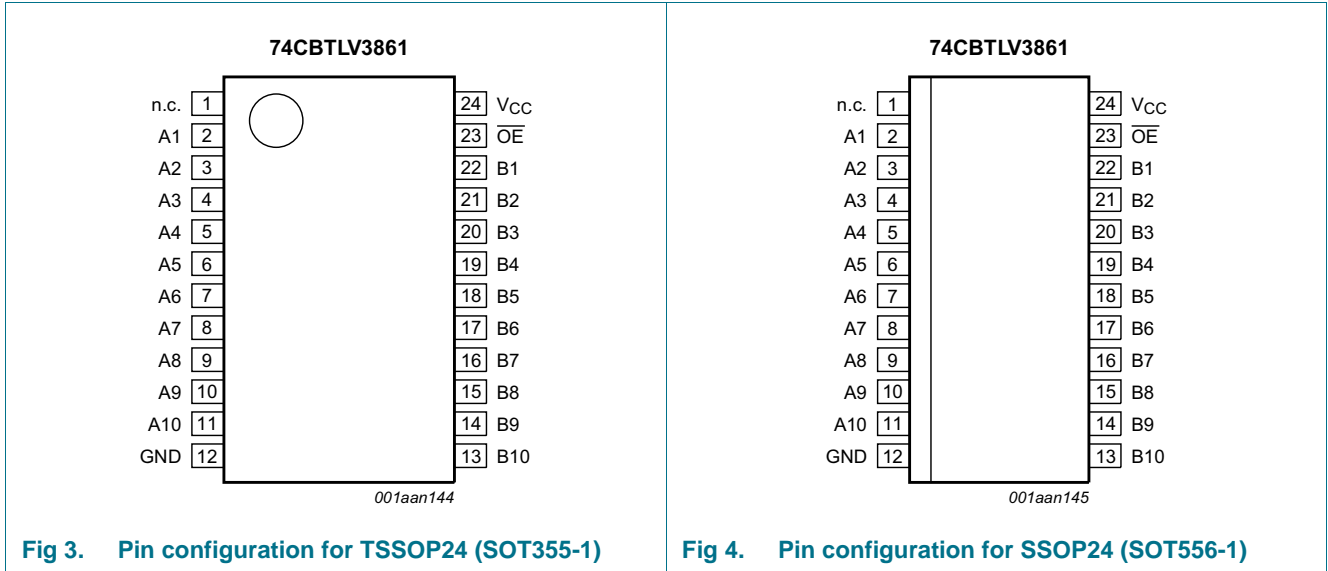 74CBTLV3861
n.c. 1 24 VCC
A1 2 23 OE
A2 3 22 B1
A3 4 21 B2
A4 5 20 B3
A5 6 19 B4
A6 7 18 B5
A7 8 17 B6
A8 9 16 B7
A9 10 15 B8
A10 11 14 B9
GND 12 13 B10
001aan144
Fig 3. Pin configuration for TSSOP24 (SOT355-1)
74CBTLV3861
n.c. 1 24 VCC
A1 2 23 OE
A2 3 22 B1
A3 4 21 B2
A4 5 20 B3
A5 6 19 B4
A6 7 18 B5
A7 8 17 B6
A8 9 16 B7
A9 10 15 B8
A10 11 14 B9
GND 12 13 B10
001aan145
Fig 4. Pin configuration for SSOP24 (SOT556-1)